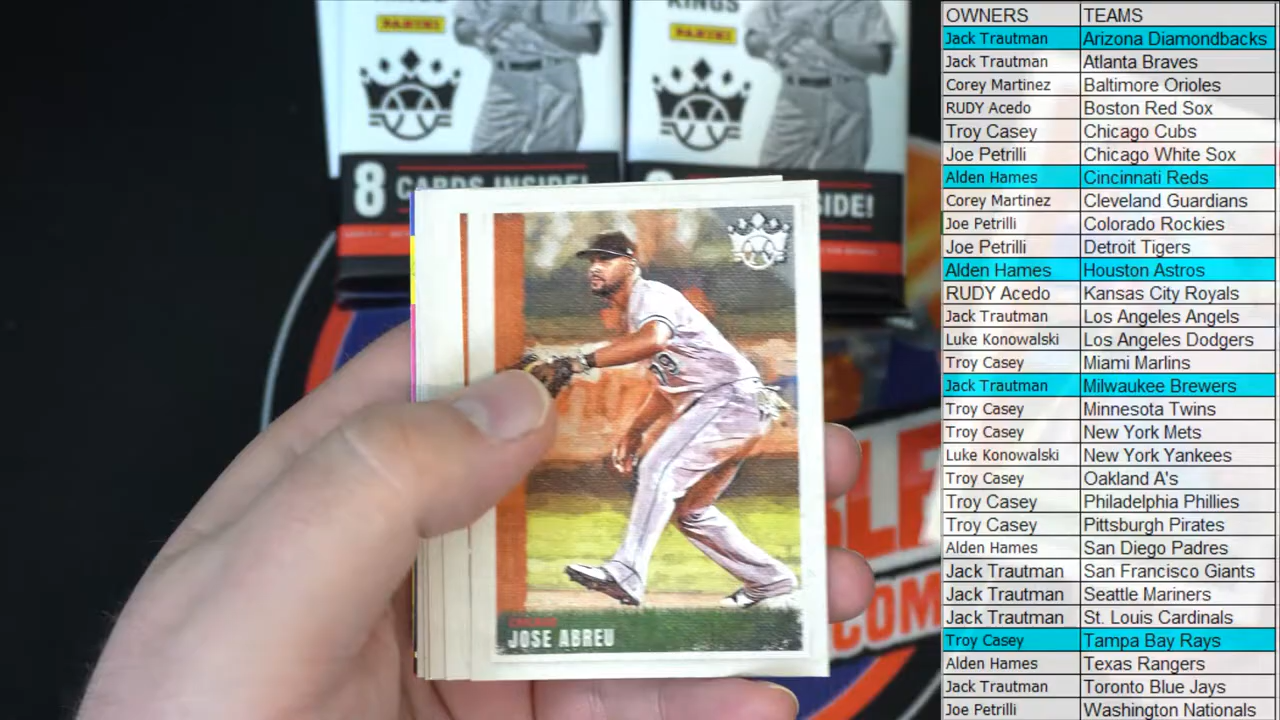 KINGS
KINGS
PANINI
PANINI
8 CARDS INSIDE!
SIDE!
CHICAGO
JOSE ABREU
BLE
.COM
OWNERS TEAMS
Jack Trautman Arizona Diamondbacks
Jack Trautman Atlanta Braves
Corey Martinez Baltimore Orioles
RUDY Acedo Boston Red Sox
Troy Casey Chicago Cubs
Joe Petrilli Chicago White Sox
Alden Hames Cincinnati Reds
Corey Martinez Cleveland Guardians
Joe Petrilli Colorado Rockies
Joe Petrilli Detroit Tigers
Alden Hames Houston Astros
RUDY Acedo Kansas City Royals
Jack Trautman Los Angeles Angels
Luke Konowalski Los Angeles Dodgers
Troy Casey Miami Marlins
Jack Trautman Milwaukee Brewers
Troy Casey Minnesota Twins
Troy Casey New York Mets
Luke Konowalski New York Yankees
Troy Casey Oakland A's
Troy Casey Philadelphia Phillies
Troy Casey Pittsburgh Pirates
Alden Hames San Diego Padres
Jack Trautman San Francisco Giants
Jack Trautman Seattle Mariners
Jack Trautman St. Louis Cardinals
Troy Casey Tampa Bay Rays
Alden Hames Texas Rangers
Jack Trautman Toronto Blue Jays
Joe Petrilli Washington Nationals